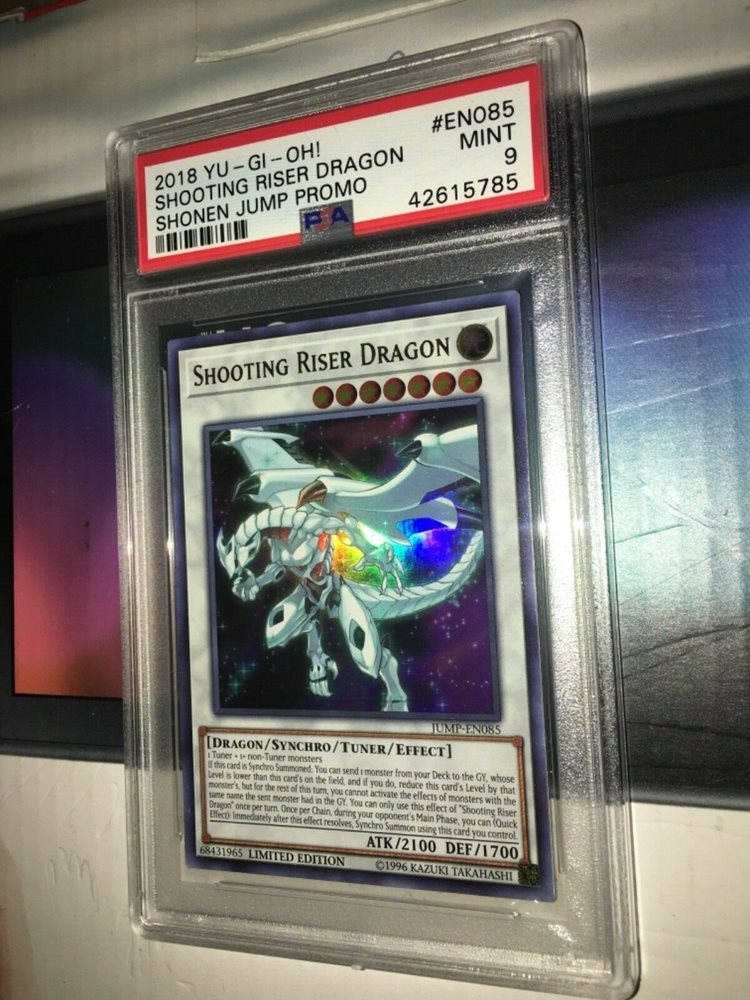 2018 YU-GI-OH!
SHOOTING RISER DRAGON
SHONEN JUMP PROMO
#EN085
MINT
9
42615785
PSA
SHOOTING RISER DRAGON
JUMP-EN085
[DRAGON/SYNCHRO/TUNER/EFFECT]
1 Tuner + 1+ non-Tuner monsters
If this card is Synchro Summoned: You can send 1 monster from your Deck to the GY, whose
Level is lower than this card's on the field, and if you do, reduce this card's Level by that
monster's, but for the rest of this turn, you cannot activate the effects of monsters with the
same name the sent monster had in the GY. You can only use this effect of "Shooting Riser
Dragon" once per turn. Once per Chain, during your opponent's Main Phase, you can (Quick
Effect): Immediately after this effect resolves, Synchro Summon using this card you control.
ATK/2100 DEF/1700
68431965 LIMITED EDITION
©1996 KAZUKI TAKAHASHI